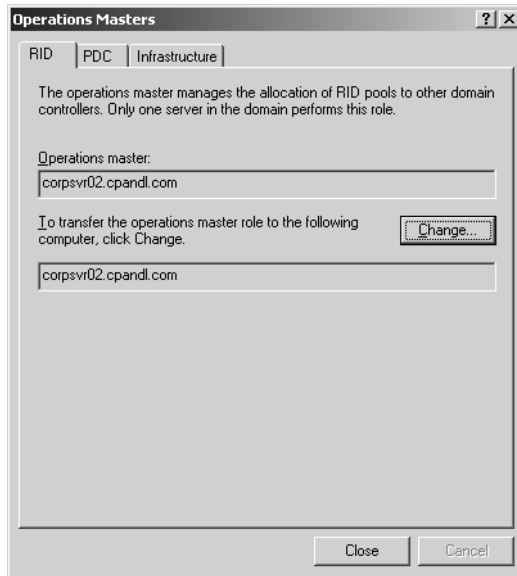 Operations Masters
RID PDC Infrastructure
The operations master manages the allocation of RID pools to other domain
controllers. Only one server in the domain performs this role.
Operations master:
corpsvr02.cpandl.com
To transfer the operations master role to the following
computer, click Change.
Change...
corpsvr02.cpandl.com
Close Cancel